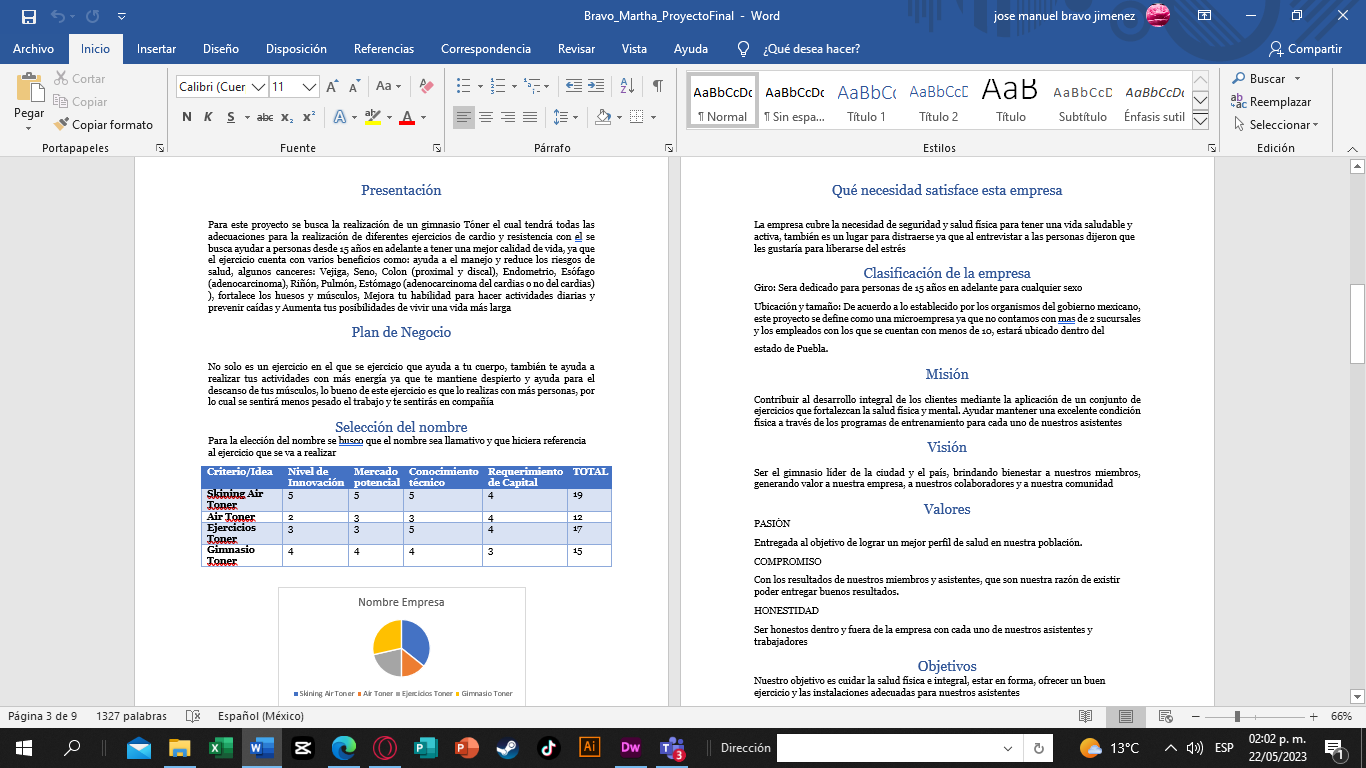 Bravo_Martha_ProyectoFinal - Word
jose manuel bravo jimenez
Archivo Inicio Insertar Diseño Disposición Referencias Correspondencia Revisar Vista Ayuda ¿Qué desea hacer? Compartir
Pegar
Cortar
Copiar
Copiar formato
Portapapeles
Calibri (Cuer 11
N K S abc x₂ x²
Fuente
Párrafo
AaBbCcDc AaBbCcDc AaBbCc AaBbCcD AaB AaBbCcD AaBbCcDc
¶ Normal ¶ Sin espa... Título 1 Título 2 Título Subtítulo Énfasis sutil
Estilos
Buscar
Reemplazar
Seleccionar
Edición
Presentación
Para este proyecto se busca la realización de un gimnasio Tóner el cual tendrá todas las
adecuaciones para la realización de diferentes ejercicios de cardio y resistencia con el se
busca ayudar a personas desde 15 años en adelante a tener una mejor calidad de vida, ya que
el ejercicio cuenta con varios beneficios como: ayuda a el manejo y reduce los riesgos de
salud, algunos canceres: Vejiga, Seno, Colon (proximal y discal), Endometrio, Esófago
(adenocarcinoma), Riñón, Pulmón, Estómago (adenocarcinoma del cardias o no del cardias)
), fortalece los huesos y músculos, Mejora tu habilidad para hacer actividades diarias y
prevenir caídas y Aumenta tus posibilidades de vivir una vida más larga
Plan de Negocio
No solo es un ejercicio en el que se ejercicio que ayuda a tu cuerpo, también te ayuda a
realizar tus actividades con más energía ya que te mantiene despierto y ayuda para el
descanso de tus músculos, lo bueno de este ejercicio es que lo realizas con más personas, por
lo cual se sentirá menos pesado el trabajo y te sentirás en compañía
Selección del nombre
Para la elección del nombre se busco que el nombre sea llamativo y que hiciera referencia
al ejercicio que se va a realizar
Criterio/Idea Nivel de Innovación Mercado potencial Conocimiento técnico Requerimiento de Capital TOTAL
Skining Air Toner 5 5 5 4 19
Air Toner 2 3 3 4 12
Ejercicios Toner 3 3 5 4 17
Gimnasio Toner 4 4 4 3 15
Nombre Empresa
Skining Air Toner Air Toner Ejercicios Toner Gimnasio Toner
Qué necesidad satisface esta empresa
La empresa cubre la necesidad de seguridad y salud física para tener una vida saludable y
activa, también es un lugar para distraerse ya que al entrevistar a las personas dijeron que
les gustaría para liberarse del estrés
Clasificación de la empresa
Giro: Sera dedicado para personas de 15 años en adelante para cualquier sexo
Ubicación y tamaño: De acuerdo a lo establecido por los organismos del gobierno mexicano,
este proyecto se define como una microempresa ya que no contamos con mas de 2 sucursales
y los empleados con los que se cuentan con menos de 10, estará ubicado dentro del
estado de Puebla.
Misión
Contribuir al desarrollo integral de los clientes mediante la aplicación de un conjunto de
ejercicios que fortalezcan la salud física y mental. Ayudar mantener una excelente condición
física a través de los programas de entrenamiento para cada uno de nuestros asistentes
Visión
Ser el gimnasio líder de la ciudad y el país, brindando bienestar a nuestros miembros,
generando valor a nuestra empresa, a nuestros colaboradores y a nuestra comunidad
Valores
PASIÓN
Entregada al objetivo de lograr un mejor perfil de salud en nuestra población.
COMPROMISO
Con los resultados de nuestros miembros y asistentes, que son nuestra razón de existir
poder entregar buenos resultados.
HONESTIDAD
Ser honestos dentro y fuera de la empresa con cada uno de nuestros asistentes y
trabajadores
Objetivos
Nuestro objetivo es cuidar la salud física e integral, estar en forma, ofrecer un buen
ejercicio y las instalaciones adecuadas para nuestros asistentes
Página 3 de 9 1327 palabras Español (México) 66%
Dirección 13°C ESP 02:02 p. m.
22/05/2023